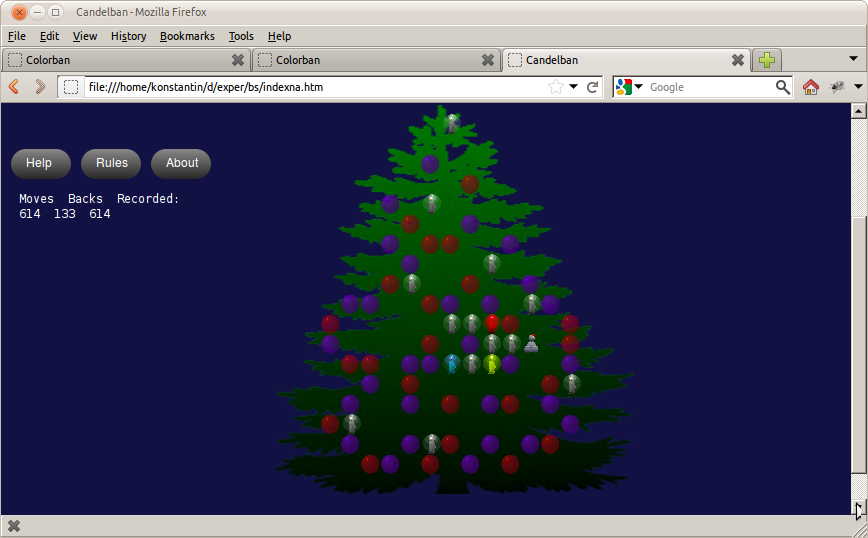 Candelban - Mozilla Firefox
File Edit View History Bookmarks Tools Help
Colorban Colorban Candelban
file:///home/konstantin/d/exper/bs/indexna.htm Google
Help Rules About
Moves Backs Recorded:
614 133 614